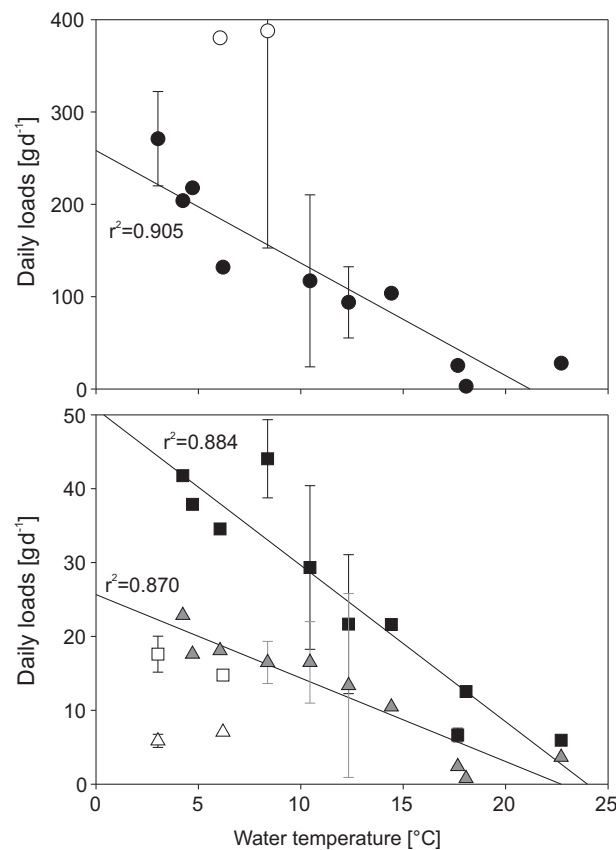 400
300
200
100
0
Daily loads [gd⁻¹]
r²=0.905
50
40
30
20
10
0
Daily loads [gd⁻¹]
r²=0.884
r²=0.870
0 5 10 15 20 25
Water temperature [°C]